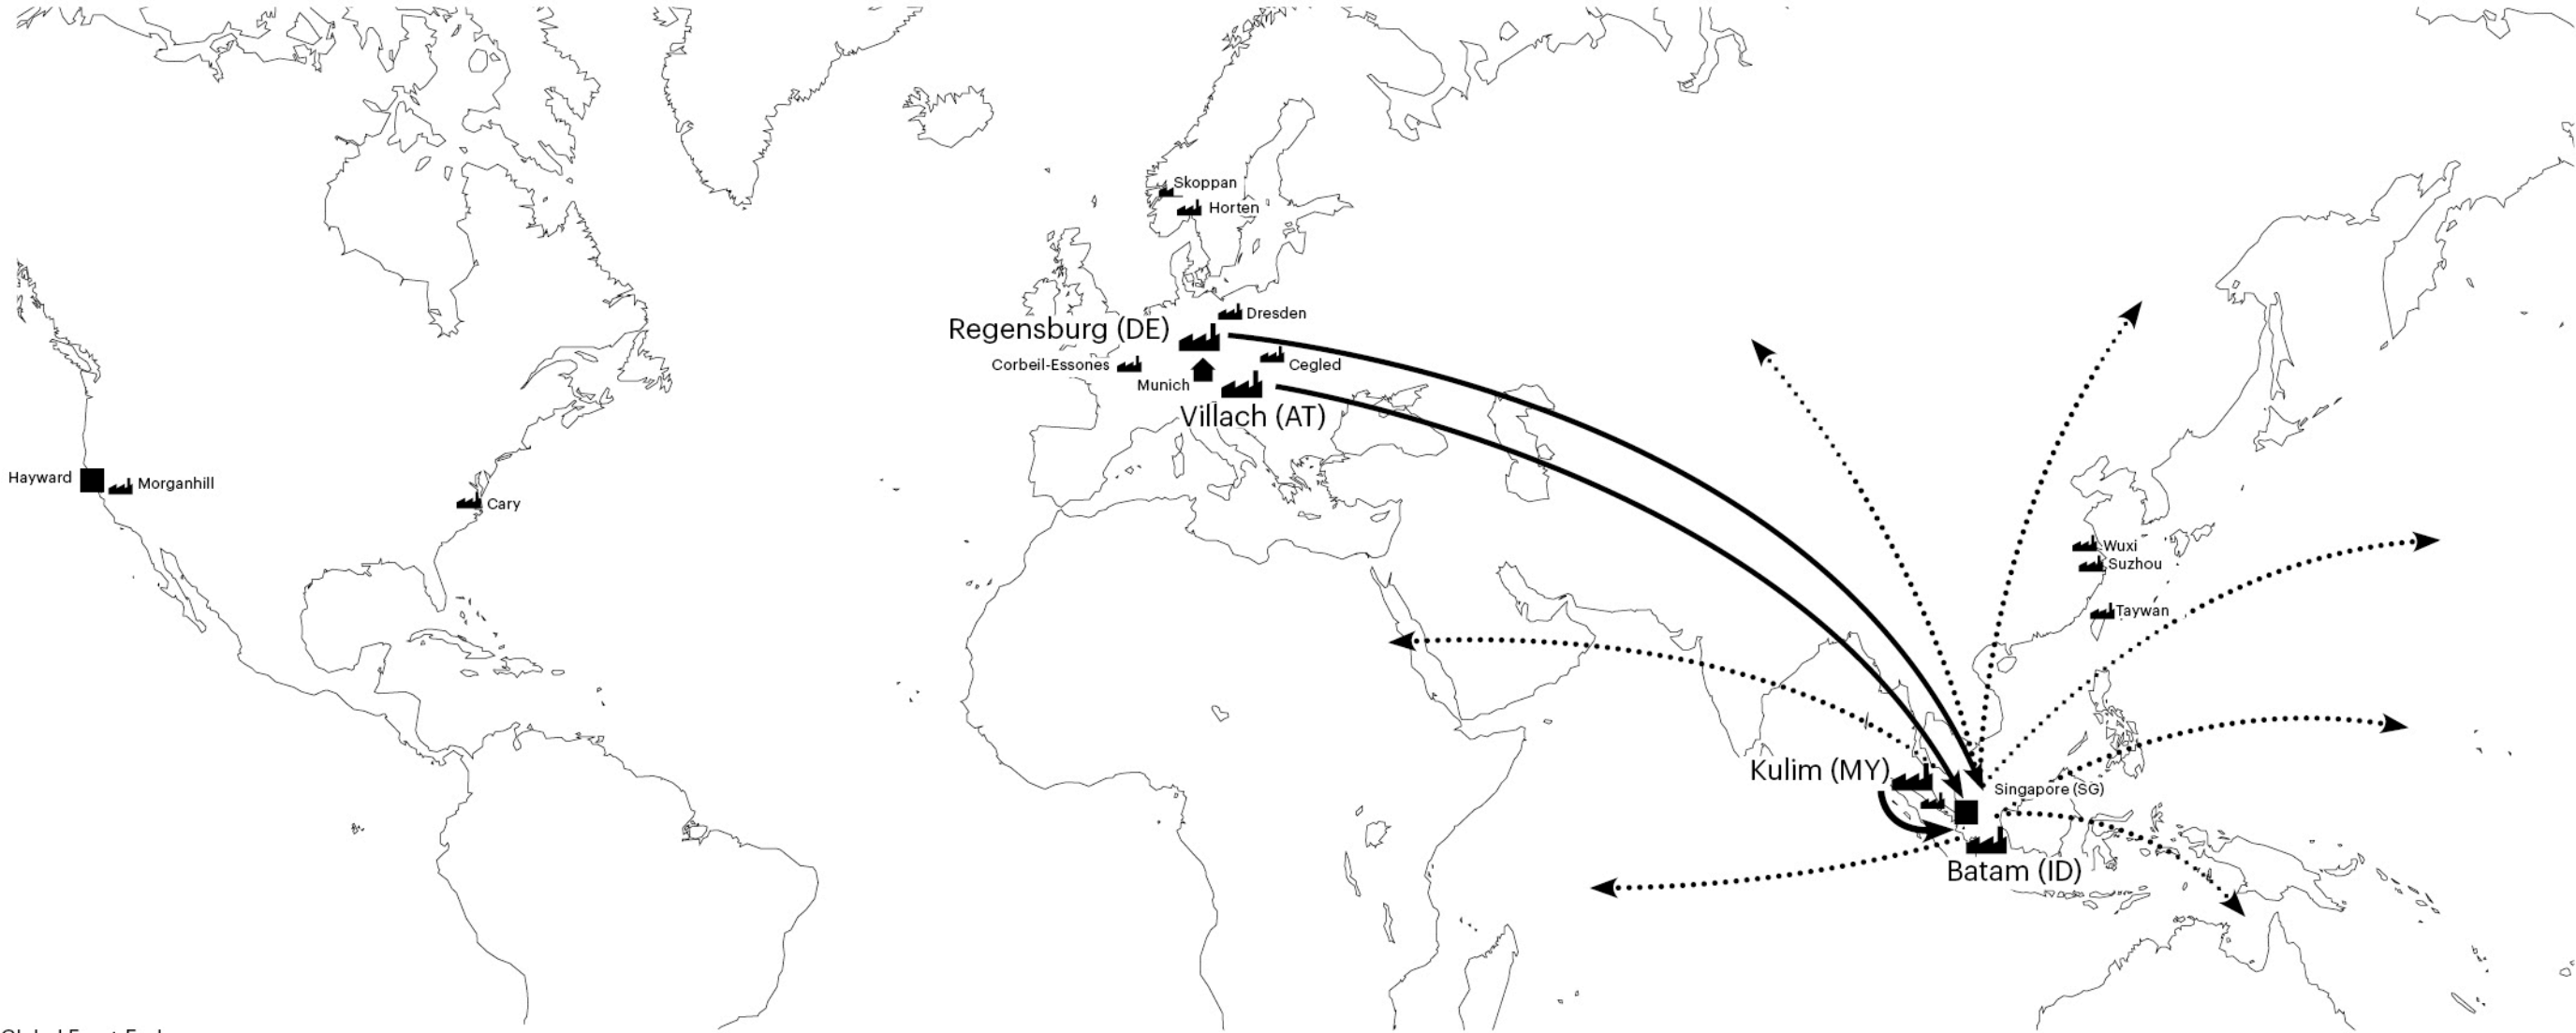 Skoppan
Horten
Dresden
Regensburg (DE)
Corbeil-Essones
Cegled
Munich
Villach (AT)
Hayward
Morganhill
Cary
Wuxi
Suzhou
Taywan
Kulim (MY)
Singapore (SG)
Batam (ID)